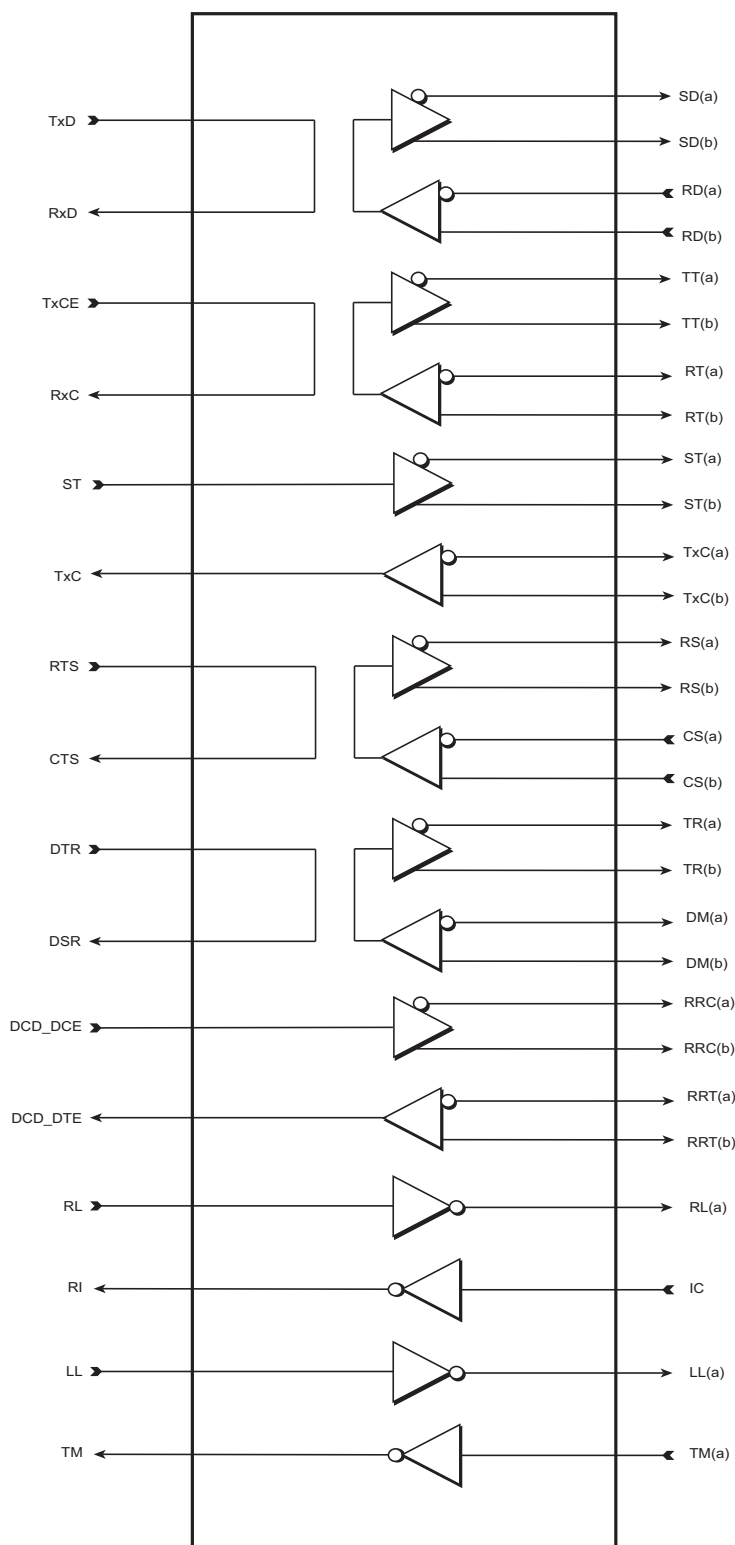 SD(a)
TxD
SD(b)
RD(a)
RxD
RD(b)
TT(a)
TxCE
TT(b)
RT(a)
RxC
RT(b)
ST(a)
ST
ST(b)
TxC(a)
TxC
TxC(b)
RS(a)
RTS
RS(b)
CS(a)
CTS
CS(b)
TR(a)
DTR
TR(b)
DM(a)
DSR
DM(b)
RRC(a)
DCD_DCE
RRC(b)
RRT(a)
DCD_DTE
RRT(b)
RL
RL(a)
RI
IC
LL
LL(a)
TM
TM(a)